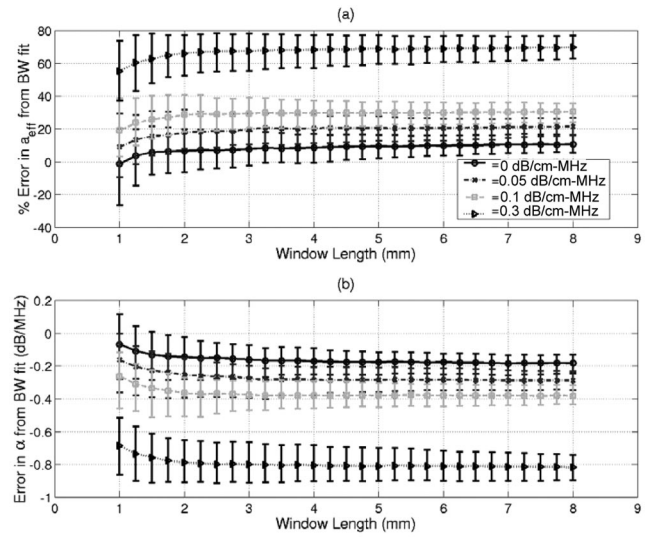 (a)
% Error in aeff from BW fit
80
60
40
20
0
-20
-40
=0 dB/cm-MHz
=0.05 dB/cm-MHz
=0.1 dB/cm-MHz
=0.3 dB/cm-MHz
0 1 2 3 4 5 6 7 8 9
Window Length (mm)
(b)
Error in α from BW fit (dB/MHz)
0.2
0
-0.2
-0.4
-0.6
-0.8
-1
0 1 2 3 4 5 6 7 8 9
Window Length (mm)